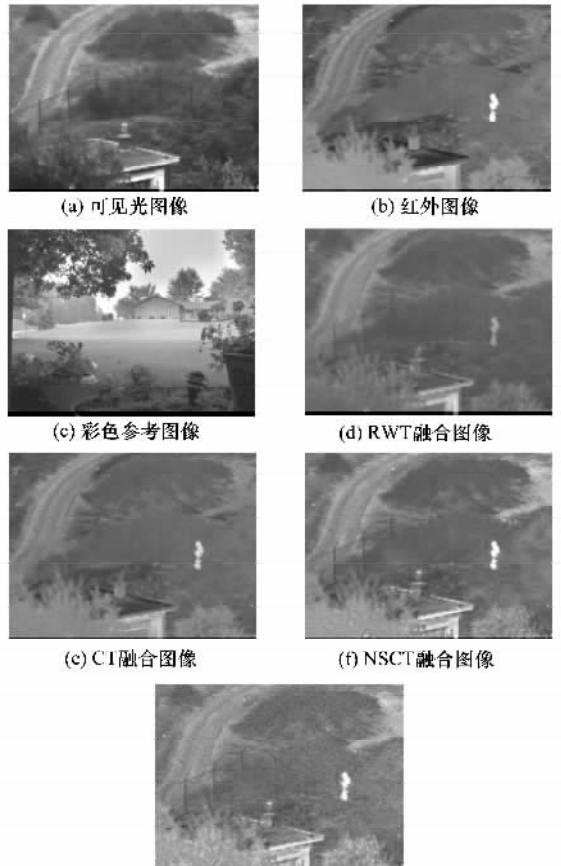 (a) 可见光图像
(b) 红外图像
(c) 彩色参考图像
(d) RWT融合图像
(e) CT融合图像
(f) NSCT融合图像